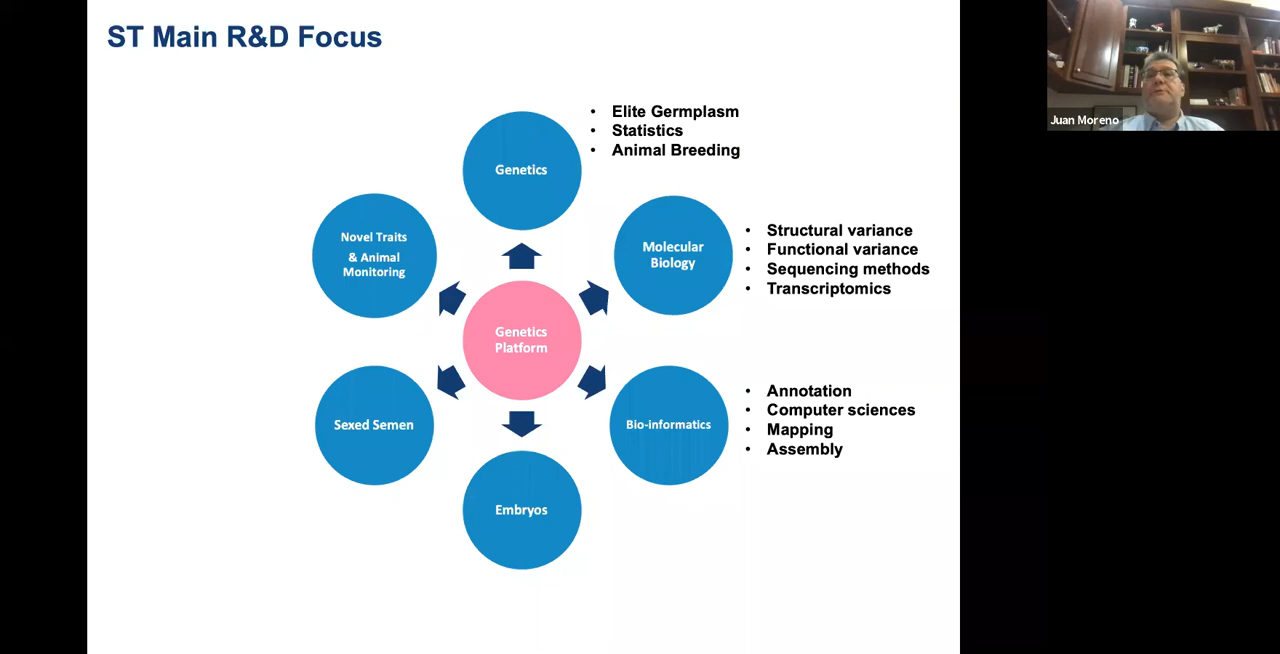 ST Main R&D Focus
Juan Moreno
Genetics
• Elite Germplasm
• Statistics
• Animal Breeding
Novel Traits
& Animal
Monitoring
Molecular
Biology
• Structural variance
• Functional variance
• Sequencing methods
• Transcriptomics
Genetics
Platform
Sexed Semen
Bio-informatics
• Annotation
• Computer sciences
• Mapping
• Assembly
Embryos